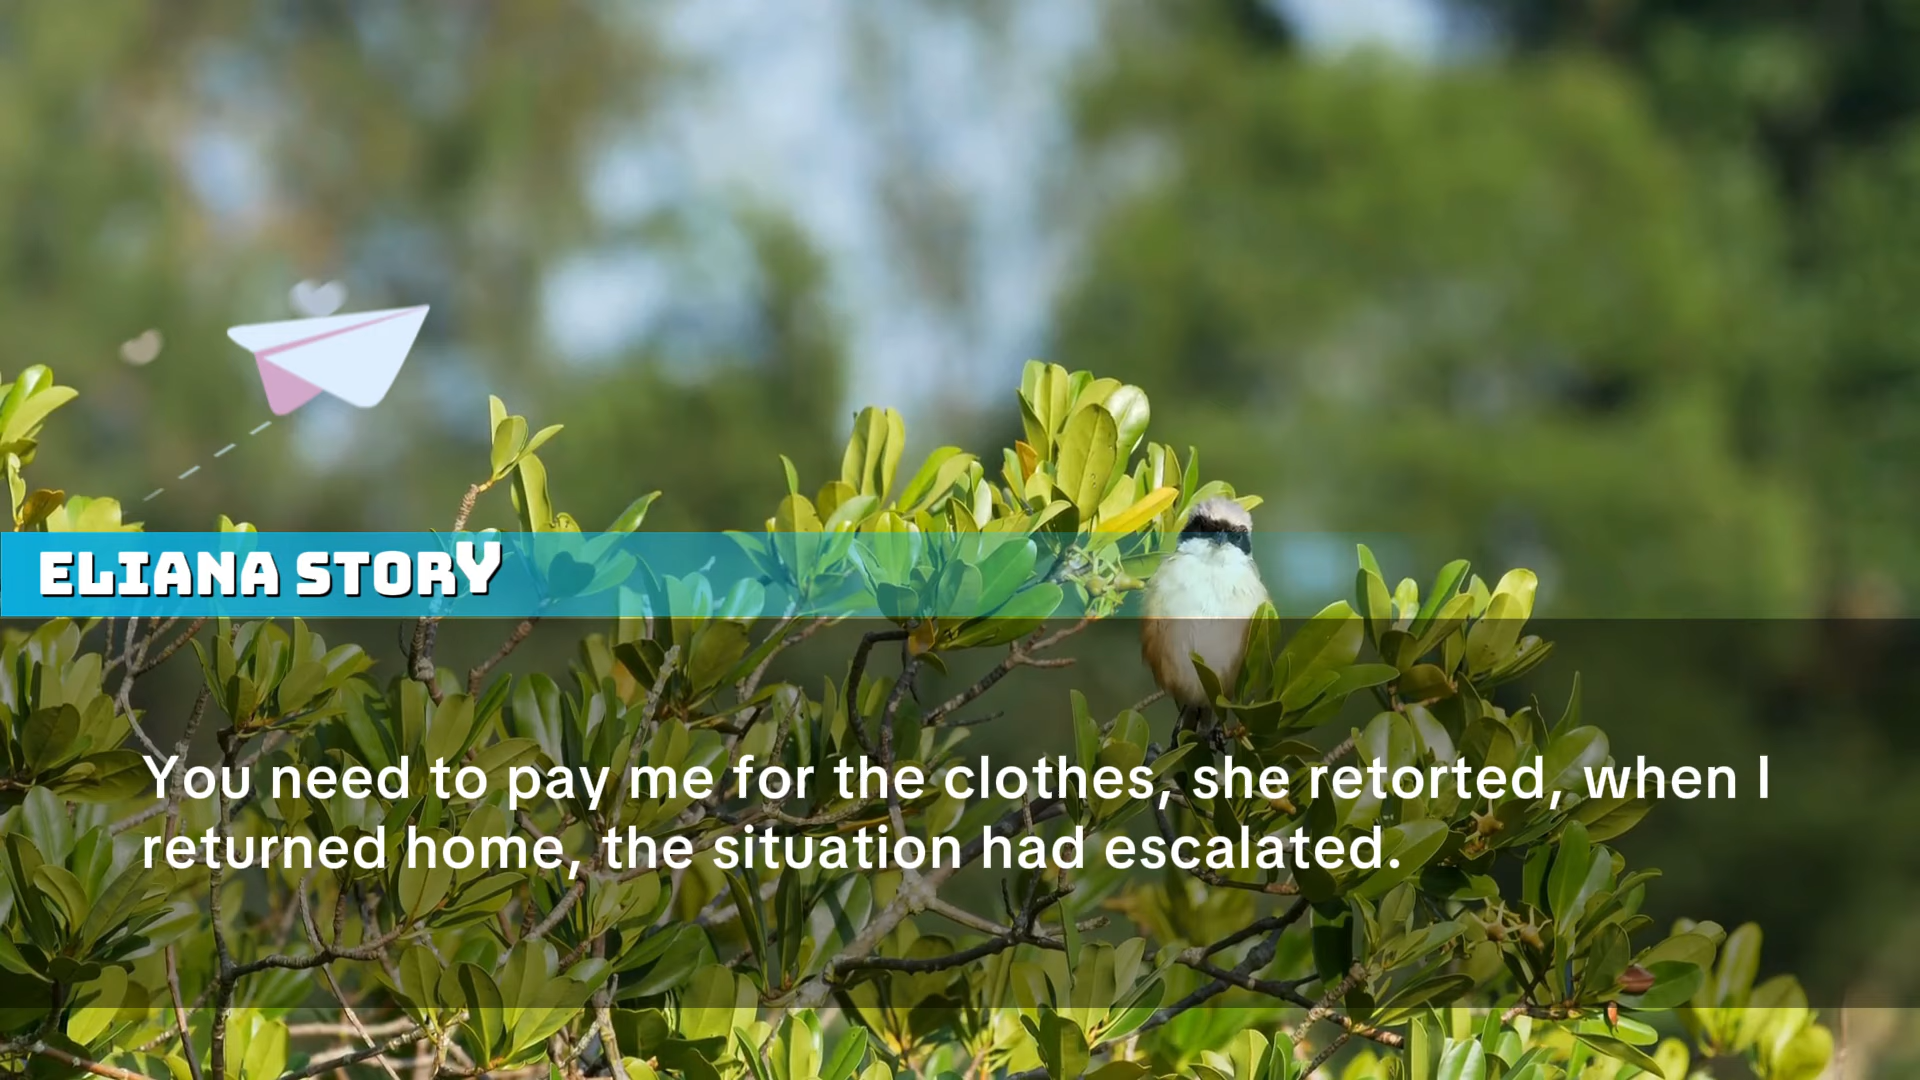 ELIANA STORY
You need to pay me for the clothes, she retorted, when I
returned home, the situation had escalated.